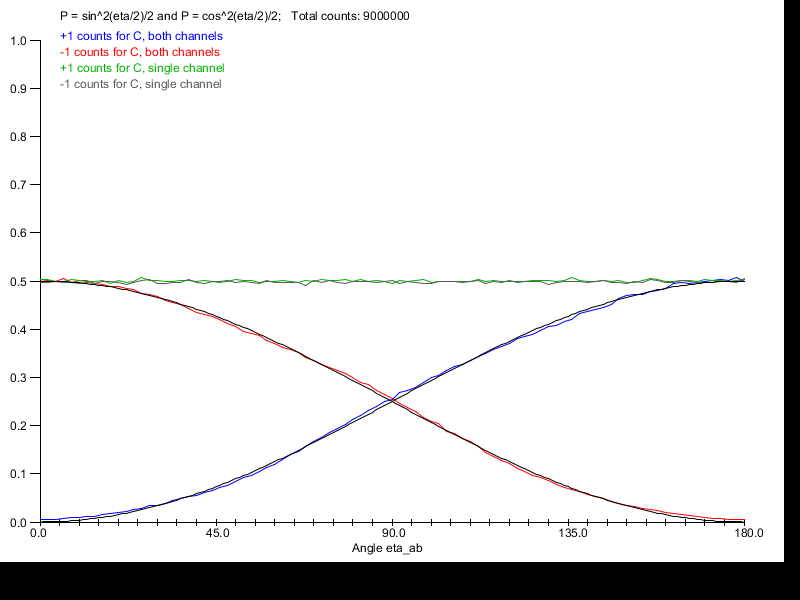 P = sin^2(eta/2)/2 and P = cos^2(eta/2)/2;   Total counts: 9000000
+1 counts for C, both channels
-1 counts for C, both channels
+1 counts for C, single channel
-1 counts for C, single channel
1.0
0.9
0.8
0.7
0.6
0.5
0.4
0.3
0.2
0.1
0.0
0.0 45.0 90.0 135.0 180.0
Angle eta_ab